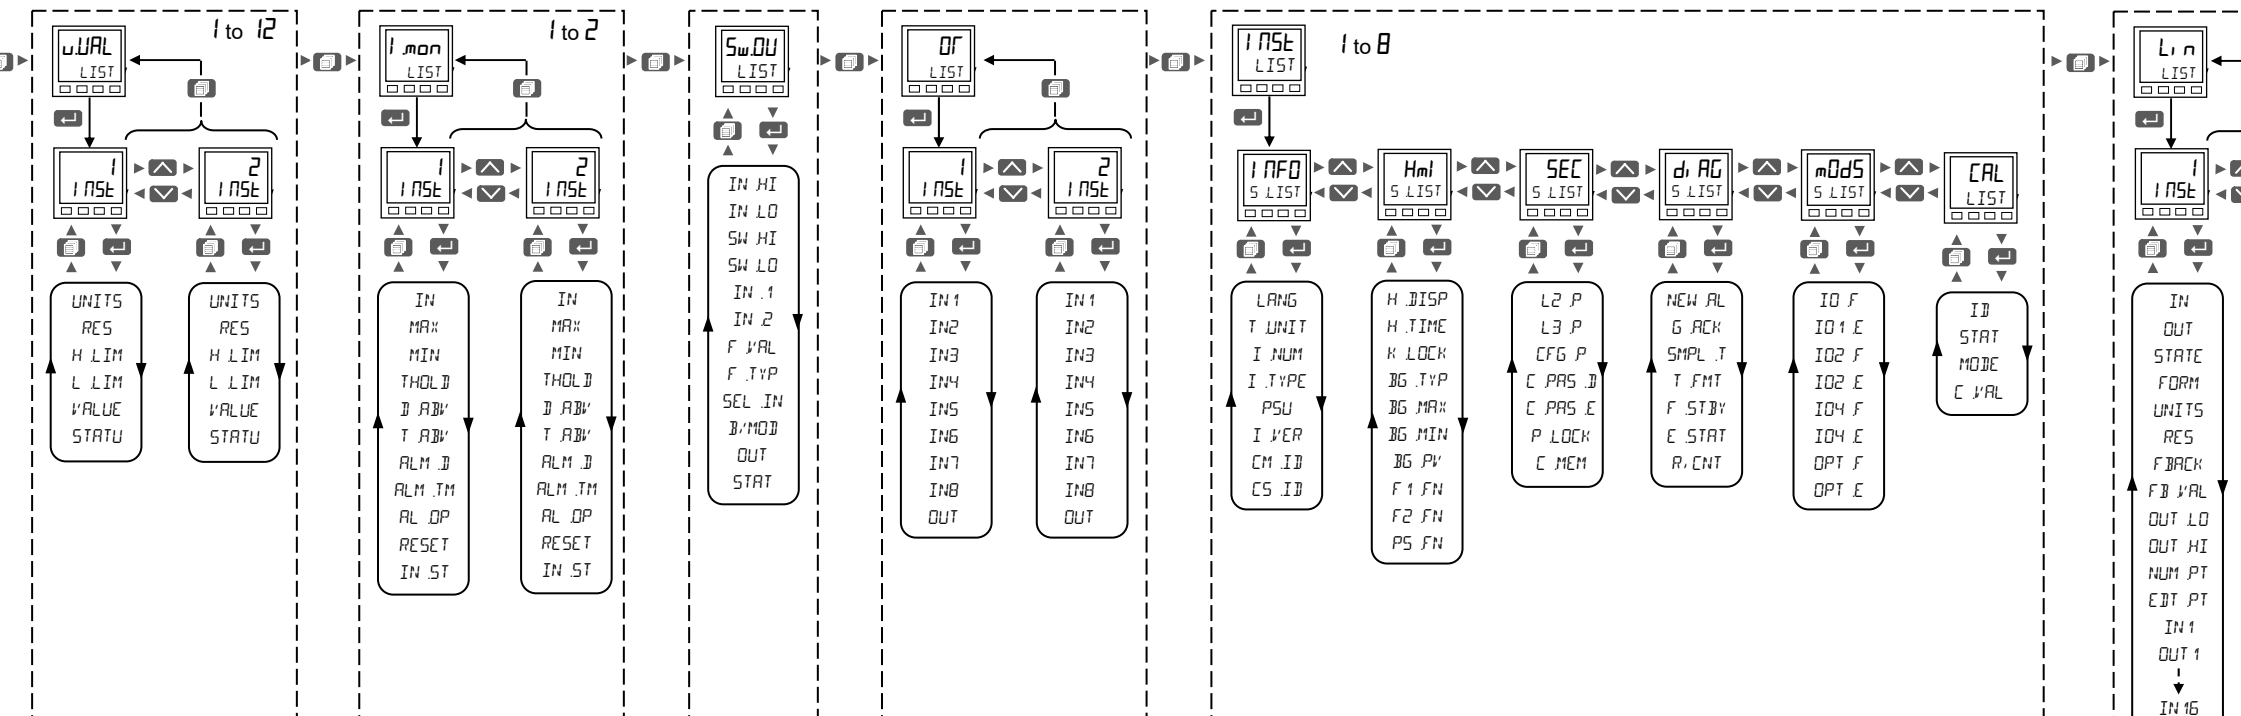 u.VAL
LIST
1 to 12
1
INSt
2
INSt
UNITS
RES
H.LIM
L.LIM
VALUE
STATU
UNITS
RES
H.LIM
L.LIM
VALUE
STATU
I.mon
LIST
1 to 2
1
INSt
2
INSt
IN
MAX
MIN
THOLD
D.ABV
T.ABV
ALM.D
ALM.TM
AL.OP
RESET
IN.ST
IN
MAX
MIN
THOLD
D.ABV
T.ABV
ALM.D
ALM.TM
AL.OP
RESET
IN.ST
Sw.OV
LIST
IN.HI
IN.LO
SW.HI
SW.LO
IN.1
IN.2
F.VAL
F.TYP
SEL.IN
B/MOD
OUT
STAT
Or
LIST
1
INSt
2
INSt
IN1
IN2
IN3
IN4
IN5
IN6
IN7
IN8
OUT
IN1
IN2
IN3
IN4
IN5
IN6
IN7
IN8
OUT
INSt
LIST
1 to 8
INFO
S.LIST
HmI
S.LIST
SEC
S.LIST
diAG
S.LIST
mOdS
S.LIST
CAL
LIST
LANG
T.UNIT
I.NUM
I.TYPE
PSU
I.VER
CM.ID
CS.ID
H.DISP
H.TIME
K.LOCK
BG.TYP
BG.MAX
BG.MIN
BG.PV
F1.FN
F2.FN
PS.FN
L2.P
L3.P
CFG.P
C.PAS.D
C.PAS.E
P.LOCK
C.MEM
NEW.AL
G.ACK
SMPL.T
T.FMT
F.STBY
E.STAT
R.CNT
IO.F
IO1.E
IO2.F
IO2.E
IO4.F
IO4.E
OPT.F
OPT.E
ID
STAT
MODE
C.VAL
Lin
LIST
1
INSt
IN
OUT
STATE
FORM
UNITS
RES
FBACK
FB.VAL
OUT.LO
OUT.HI
NUM.PT
EDT.PT
IN1
OUT1
IN16